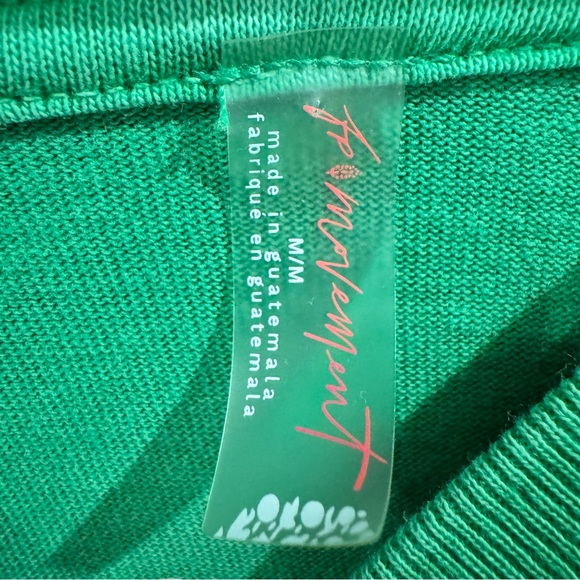 fp movement
M/M
made in guatemala
fabriqué en guatemala